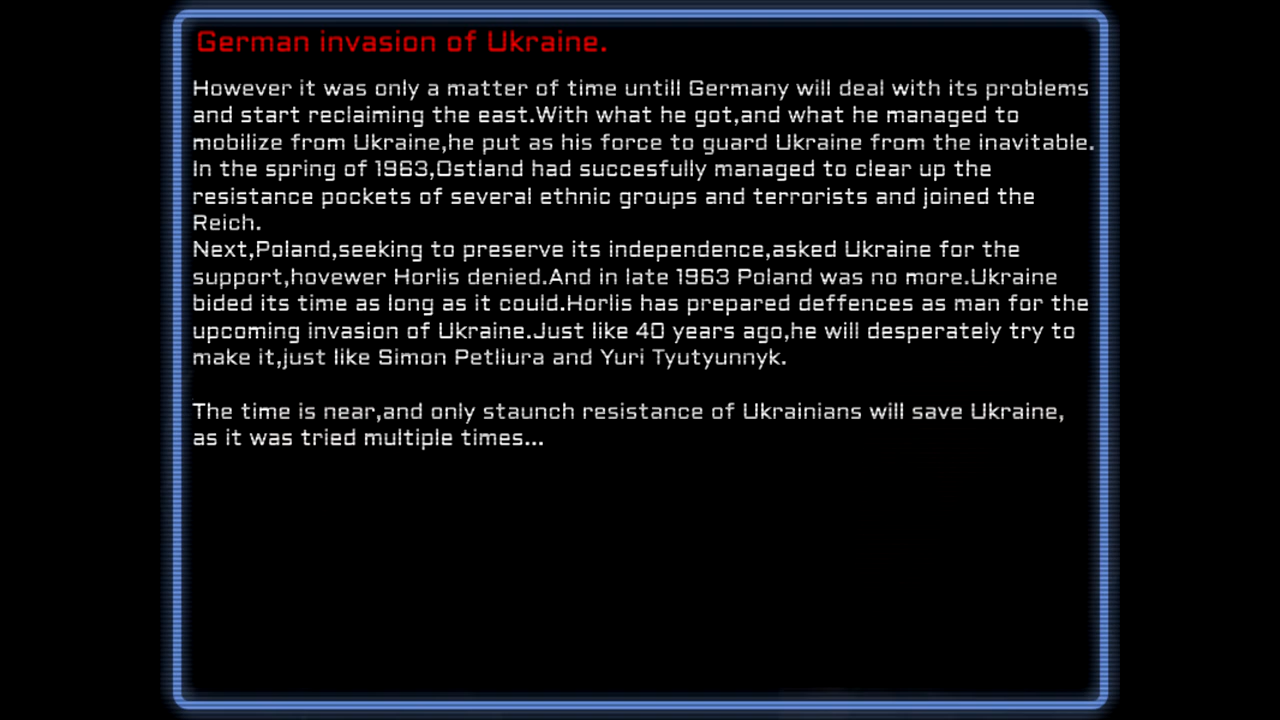 German invasion of Ukraine.
However it was only a matter of time untill Germany will deal with its problems
and start reclaiming the east.With what he got,and what he managed to
mobilize from Ukraine,he put as his force to guard Ukraine from the inavitable.
In the spring of 1963,Ostland had succesfully managed to clear up the
resistance pockets of several ethnic groups and terrorists and joined the
Reich.
Next,Poland,seeking to preserve its independence,asked Ukraine for the
support,hovewer Horlis denied.And in late 1963 Poland was no more.Ukraine
bided its time as long as it could.Horlis has prepared deffences as man for the
upcoming invasion of Ukraine.Just like 40 years ago,he will desperately try to
make it,just like Simon Petliura and Yuri Tyutyunnyk.
The time is near,and only staunch resistance of Ukrainians will save Ukraine,
as it was tried multiple times...